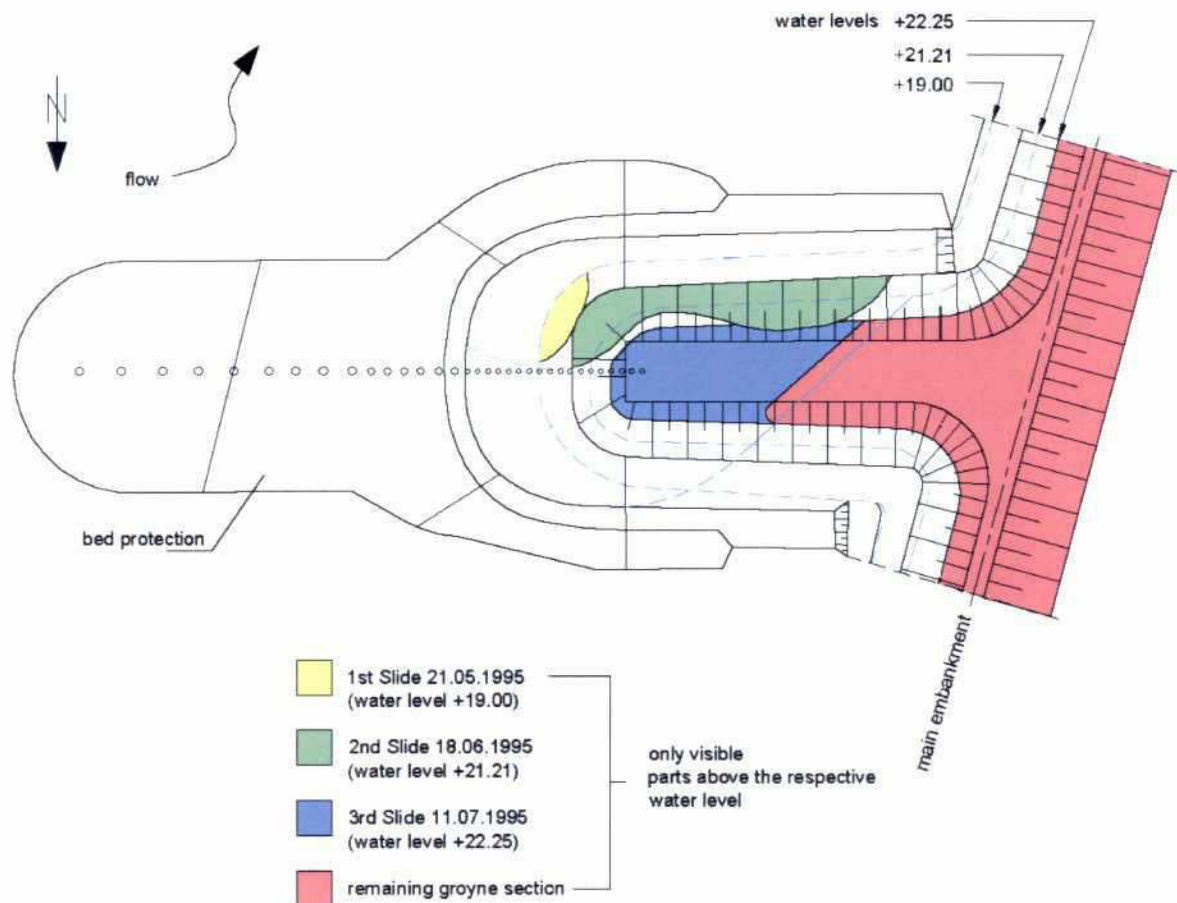 water levels +22.25
+21.21
+19.00
N
flow
bed protection
main embankment
1st Slide 21.05.1995
(water level +19.00)
2nd Slide 18.06.1995
(water level +21.21)
3rd Slide 11.07.1995
(water level +22.25)
remaining groyne section
only visible
parts above the respective
water level